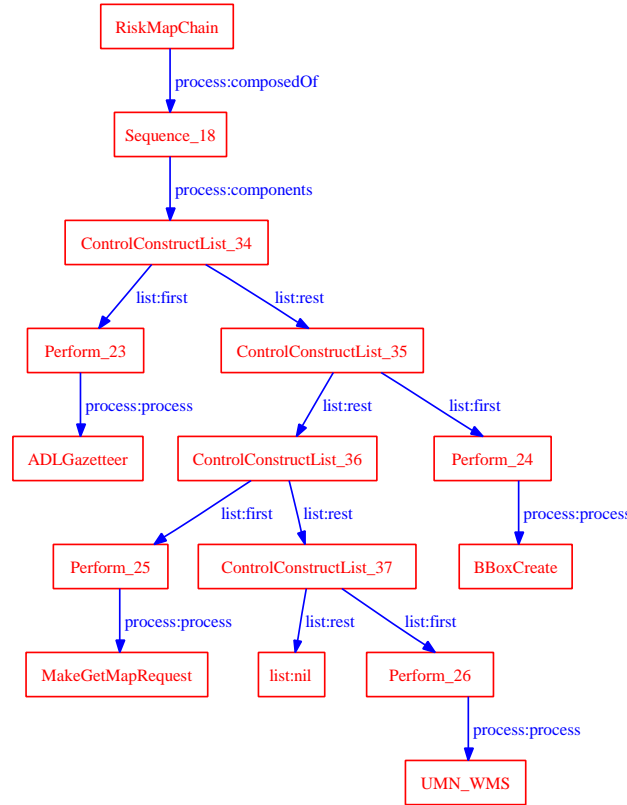 RiskMapChain
process:composedOf
Sequence_18
process:components
ControlConstructList_34
list:first
list:rest
Perform_23
ControlConstructList_35
process:process
list:rest
list:first
ADLGazetteer
ControlConstructList_36
Perform_24
list:first
list:rest
process:process
Perform_25
ControlConstructList_37
BBoxCreate
process:process
list:rest
list:first
MakeGetMapRequest
list:nil
Perform_26
process:process
UMN_WMS